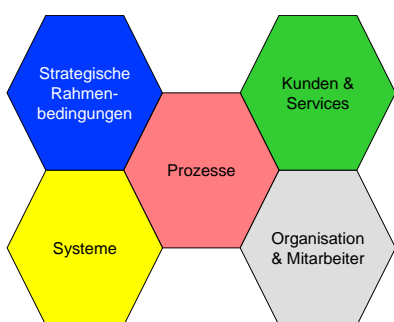 Strategische
Rahmen-
bedingungen
Kunden &
Services
Prozesse
Systeme
Organisation
& Mitarbeiter